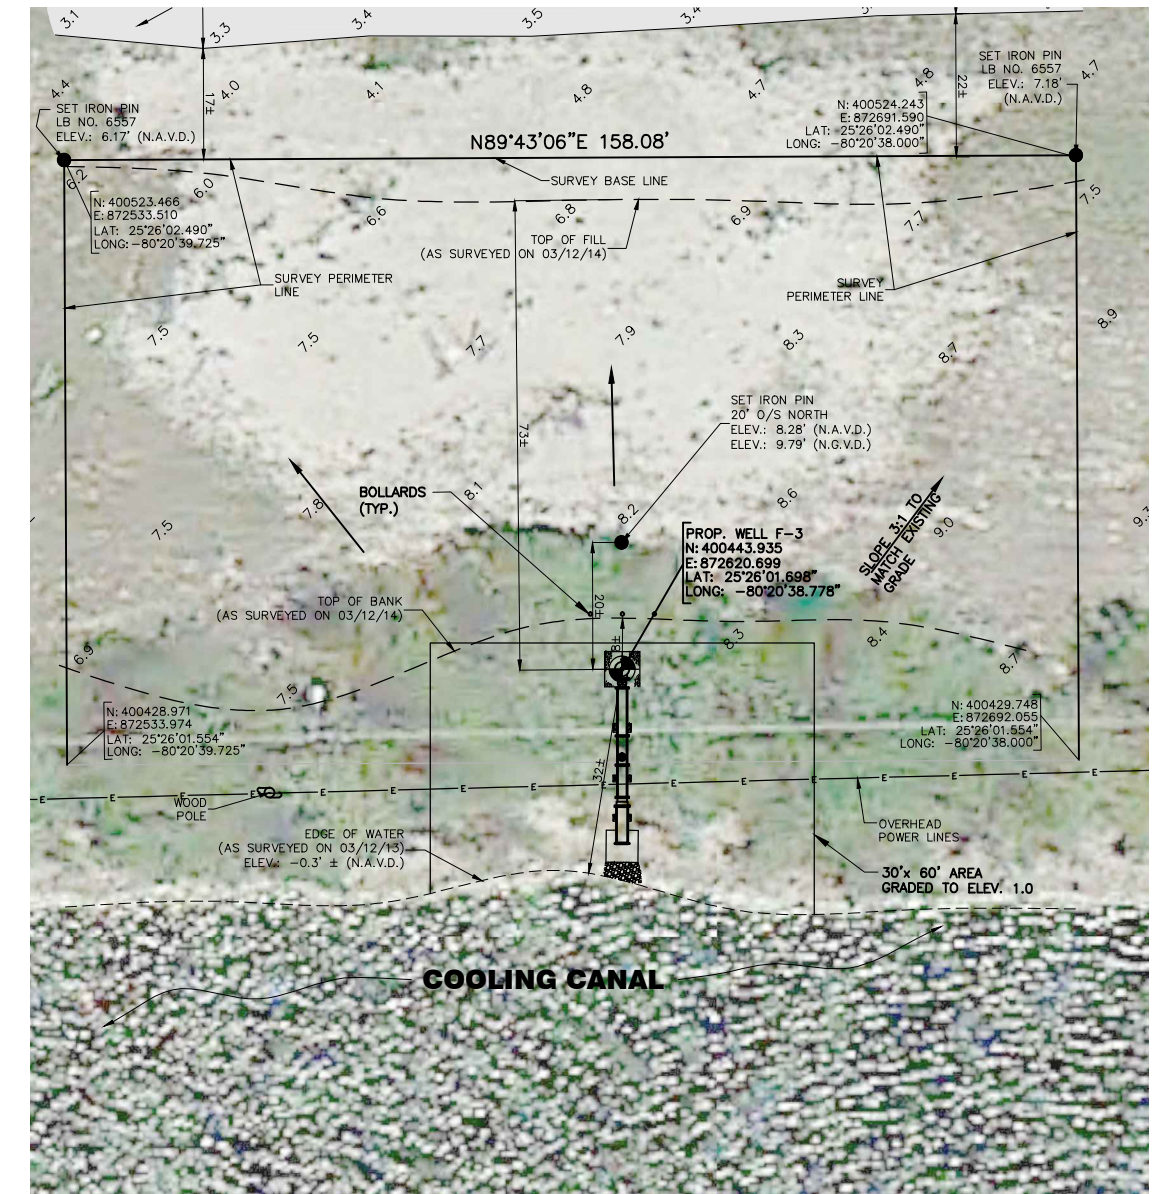 3.1
3.3
3.4
3.5
3.4
4.4
4.0
4.1
4.8
4.7
4.8
4.7
17±
22±
SET IRON PIN
LB NO. 6557
ELEV.: 6.17' (N.A.V.D.)
SET IRON PIN
LB NO. 6557
ELEV.: 7.18'
(N.A.V.D.)
N: 400524.243
E: 872691.590
LAT: 25°26'02.490"
LONG: -80°20'38.000"
N89°43'06"E 158.08'
SURVEY BASE LINE
6.2
6.0
6.6
6.8
6.9
7.7
7.5
N: 400523.466
E: 872533.510
LAT: 25°26'02.490"
LONG: -80°20'39.725"
TOP OF FILL
(AS SURVEYED ON 03/12/14)
SURVEY PERIMETER
LINE
SURVEY
PERIMETER LINE
7.5
7.5
7.7
7.9
8.3
8.7
8.9
SET IRON PIN
20' O/S NORTH
ELEV.: 8.28' (N.A.V.D.)
ELEV.: 9.79' (N.G.V.D.)
73±
BOLLARDS
(TYP.)
7.5
7.8
8.1
8.2
8.6
9.0
9.3
SLOPE 3:1 TO
MATCH EXISTING
GRADE
PROP. WELL F-3
N: 400443.935
E: 872620.699
LAT: 25°26'01.698"
LONG: -80°20'38.778"
20±
8±
TOP OF BANK
(AS SURVEYED ON 03/12/14)
6.9
7.5
8.3
8.4
8.7
N: 400428.971
E: 872533.974
LAT: 25°26'01.554"
LONG: -80°20'39.725"
N: 400429.748
E: 872692.055
LAT: 25°26'01.554"
LONG: -80°20'38.000"
32±
E E E E E E E E E E E E E E E E
WOOD
POLE
OVERHEAD
POWER LINES
EDGE OF WATER
(AS SURVEYED ON 03/12/13)
ELEV.: -0.3' ± (N.A.V.D.)
30'x 60' AREA
GRADED TO ELEV. 1.0
COOLING CANAL